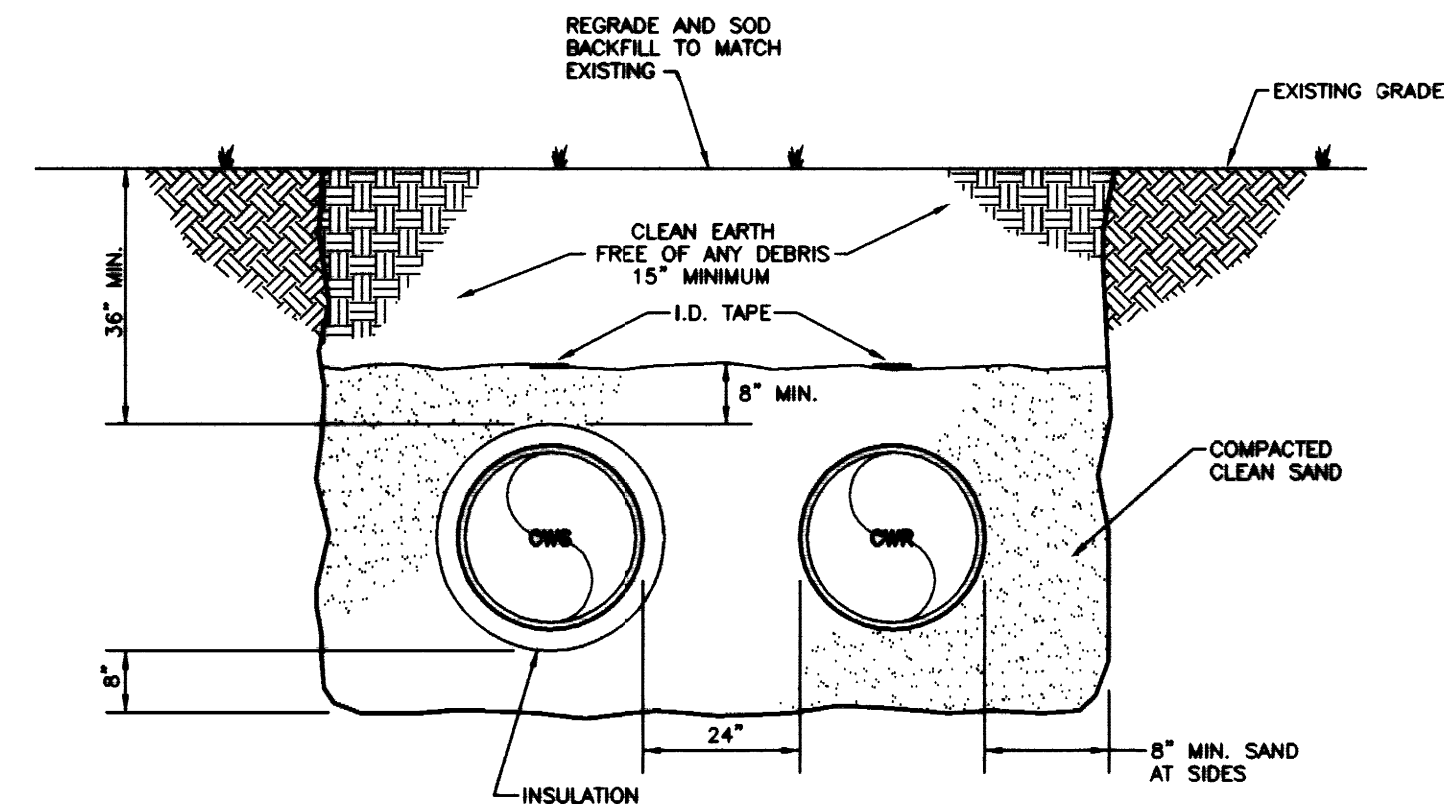 REGRADE AND SOD
BACKFILL TO MATCH
EXISTING
EXISTING GRADE
36" MIN.
CLEAN EARTH
FREE OF ANY DEBRIS
15" MINIMUM
I.D. TAPE
8" MIN.
COMPACTED
CLEAN SAND
CWS
CWR
8"
24"
8" MIN. SAND
AT SIDES
INSULATION